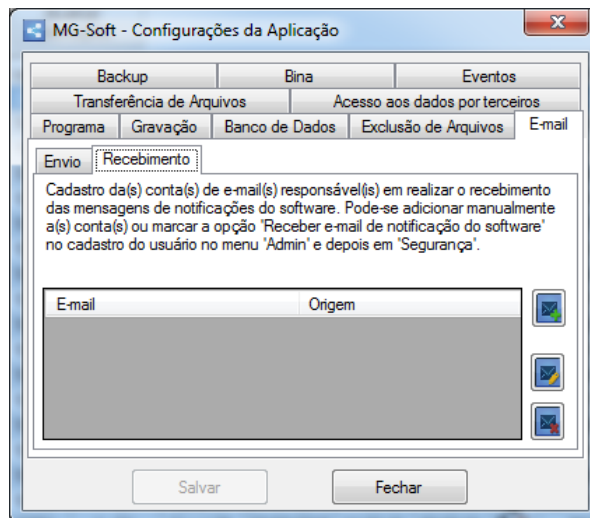 MG-Soft - Configurações da Aplicação
Backup
Bina
Eventos
Transferência de Arquivos
Acesso aos dados por terceiros
Programa
Gravação
Banco de Dados
Exclusão de Arquivos
E-mail
Envio
Recebimento
Cadastro da(s) conta(s) de e-mail(s) responsável(is) em realizar o recebimento
das mensagens de notificações do software. Pode-se adicionar manualmente
a(s) conta(s) ou marcar a opção 'Receber e-mail de notificação do software'
no cadastro do usuário no menu 'Admin' e depois em 'Segurança'.
E-mail
Origem
Salvar
Fechar